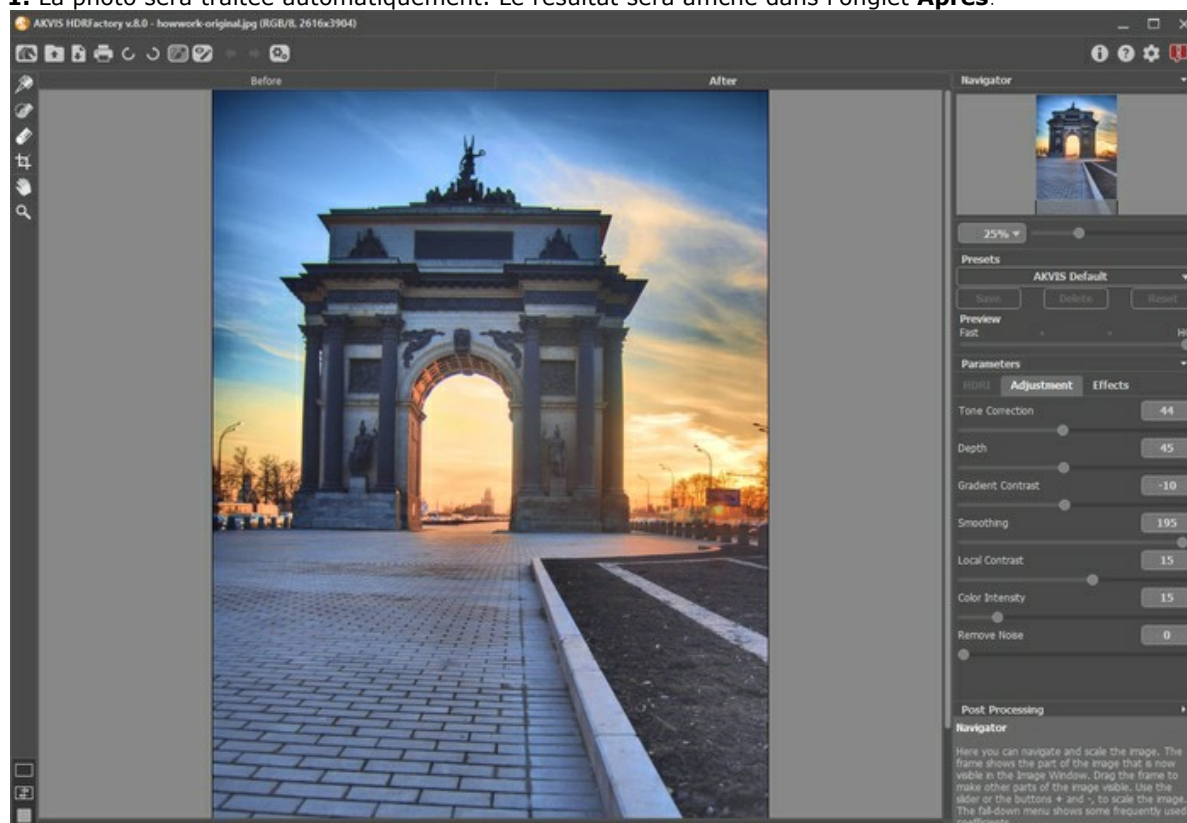 1. La photo sera traitée automatiquement. Le résultat sera affiché dans l'onglet Après.
AKVIS HDRFactory v.8.0 - howwork-original.jpg (RGB/8, 2616x3904)
Before
After
Navigator
25%
Presets
AKVIS Default
Save Delete Reset
Preview
Fast
Parameters
HDRI Adjustment Effects
Tone Correction 44
Depth 45
Gradient Contrast -10
Smoothing 195
Local Contrast 15
Color Intensity 15
Remove Noise 0
Post Processing
Navigator
Here you can navigate and scale the image. The
frame shows the part of the image that is now
visible in the Image Window. Drag the frame to
make other parts of the image visible. Use the
slider or the buttons + and -, to scale the image.
The fall-down menu shows some frequently used
coefficients.